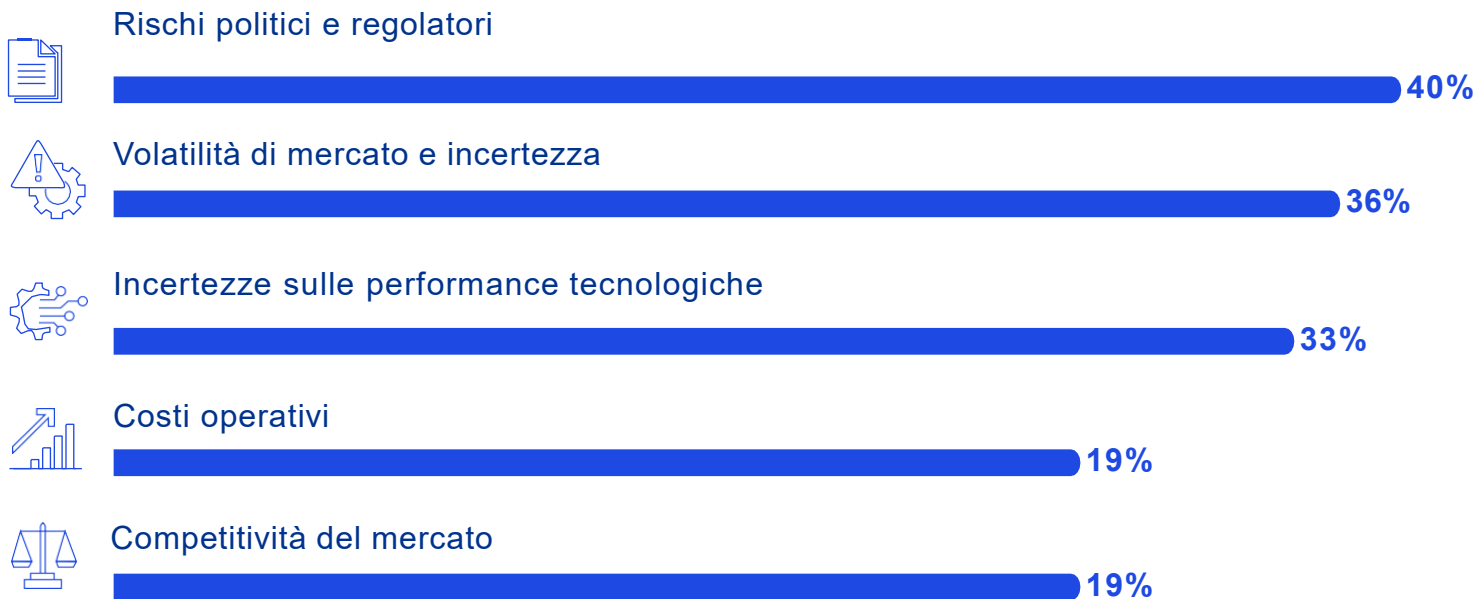 Rischi politici e regolatori
40%
Volatilità di mercato e incertezza
36%
Incertezze sulle performance tecnologiche
33%
Costi operativi
19%
Competitività del mercato
19%